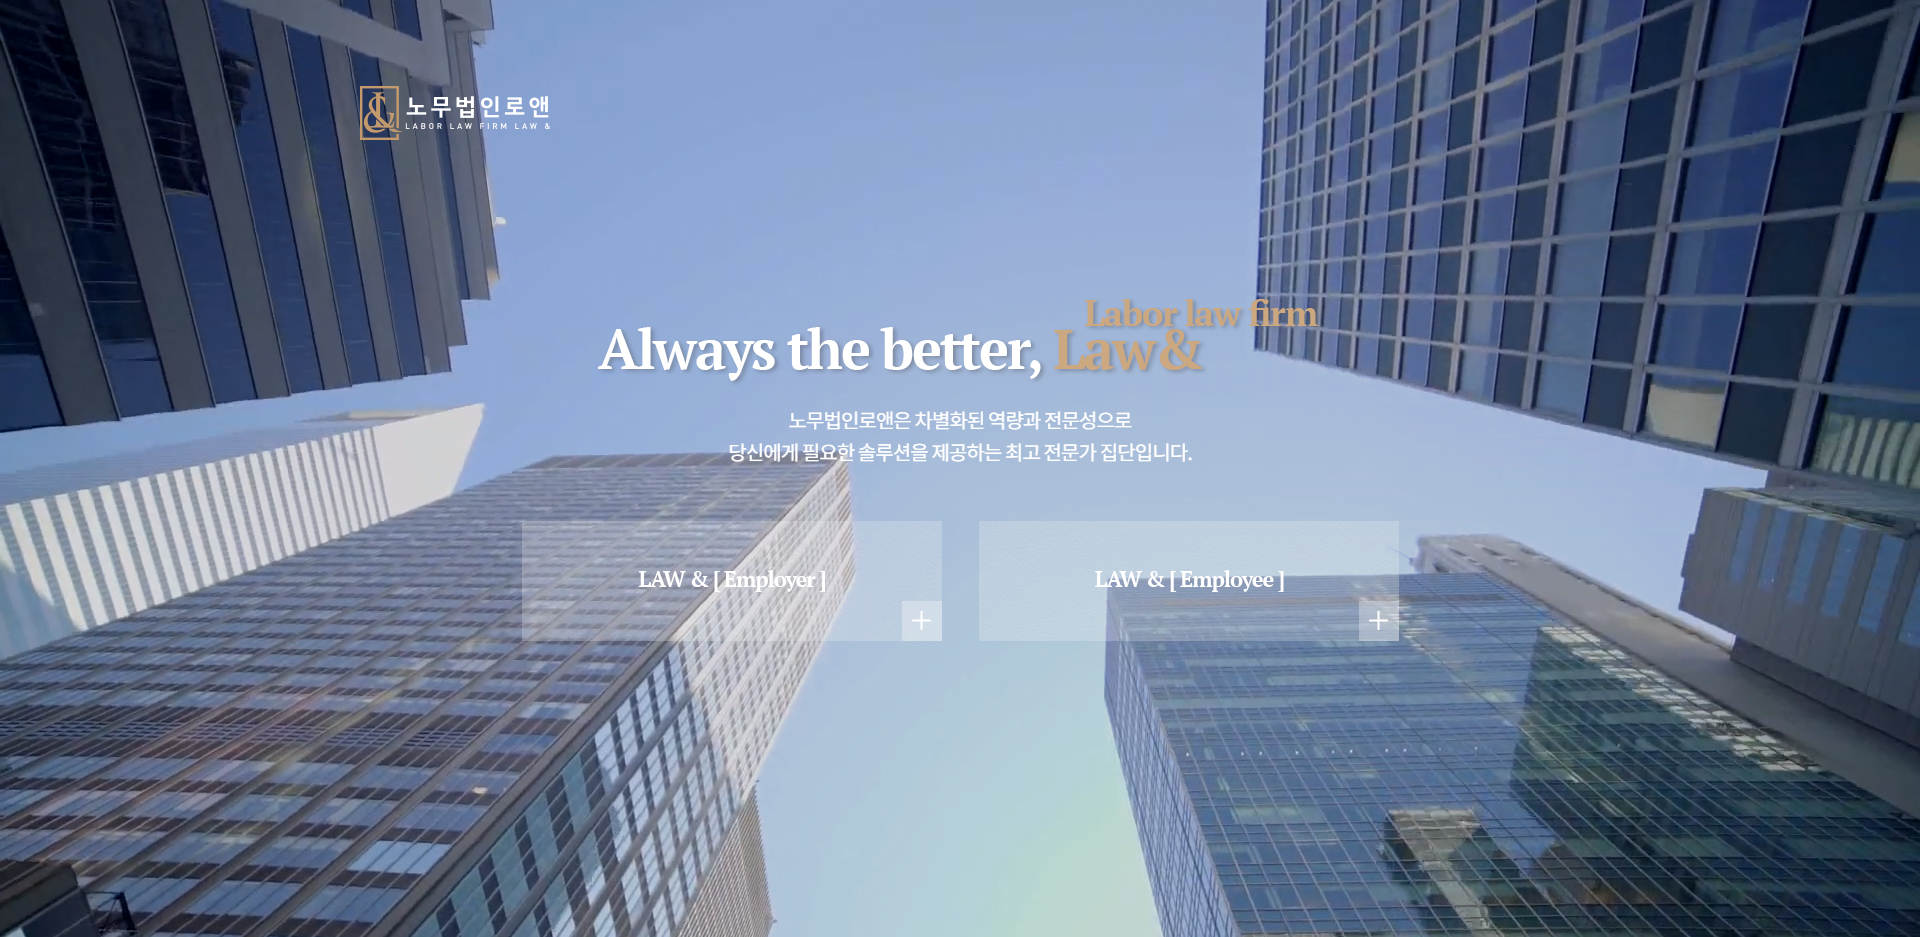 노무법인로앤
LABOR LAW FIRM LAW &
Labor law firm
Always the better, Law&
노무법인로앤은 차별화된 역량과 전문성으로
당신에게 필요한 솔루션을 제공하는 최고 전문가 집단입니다.
LAW & [ Employer ]
LAW & [ Employee ]